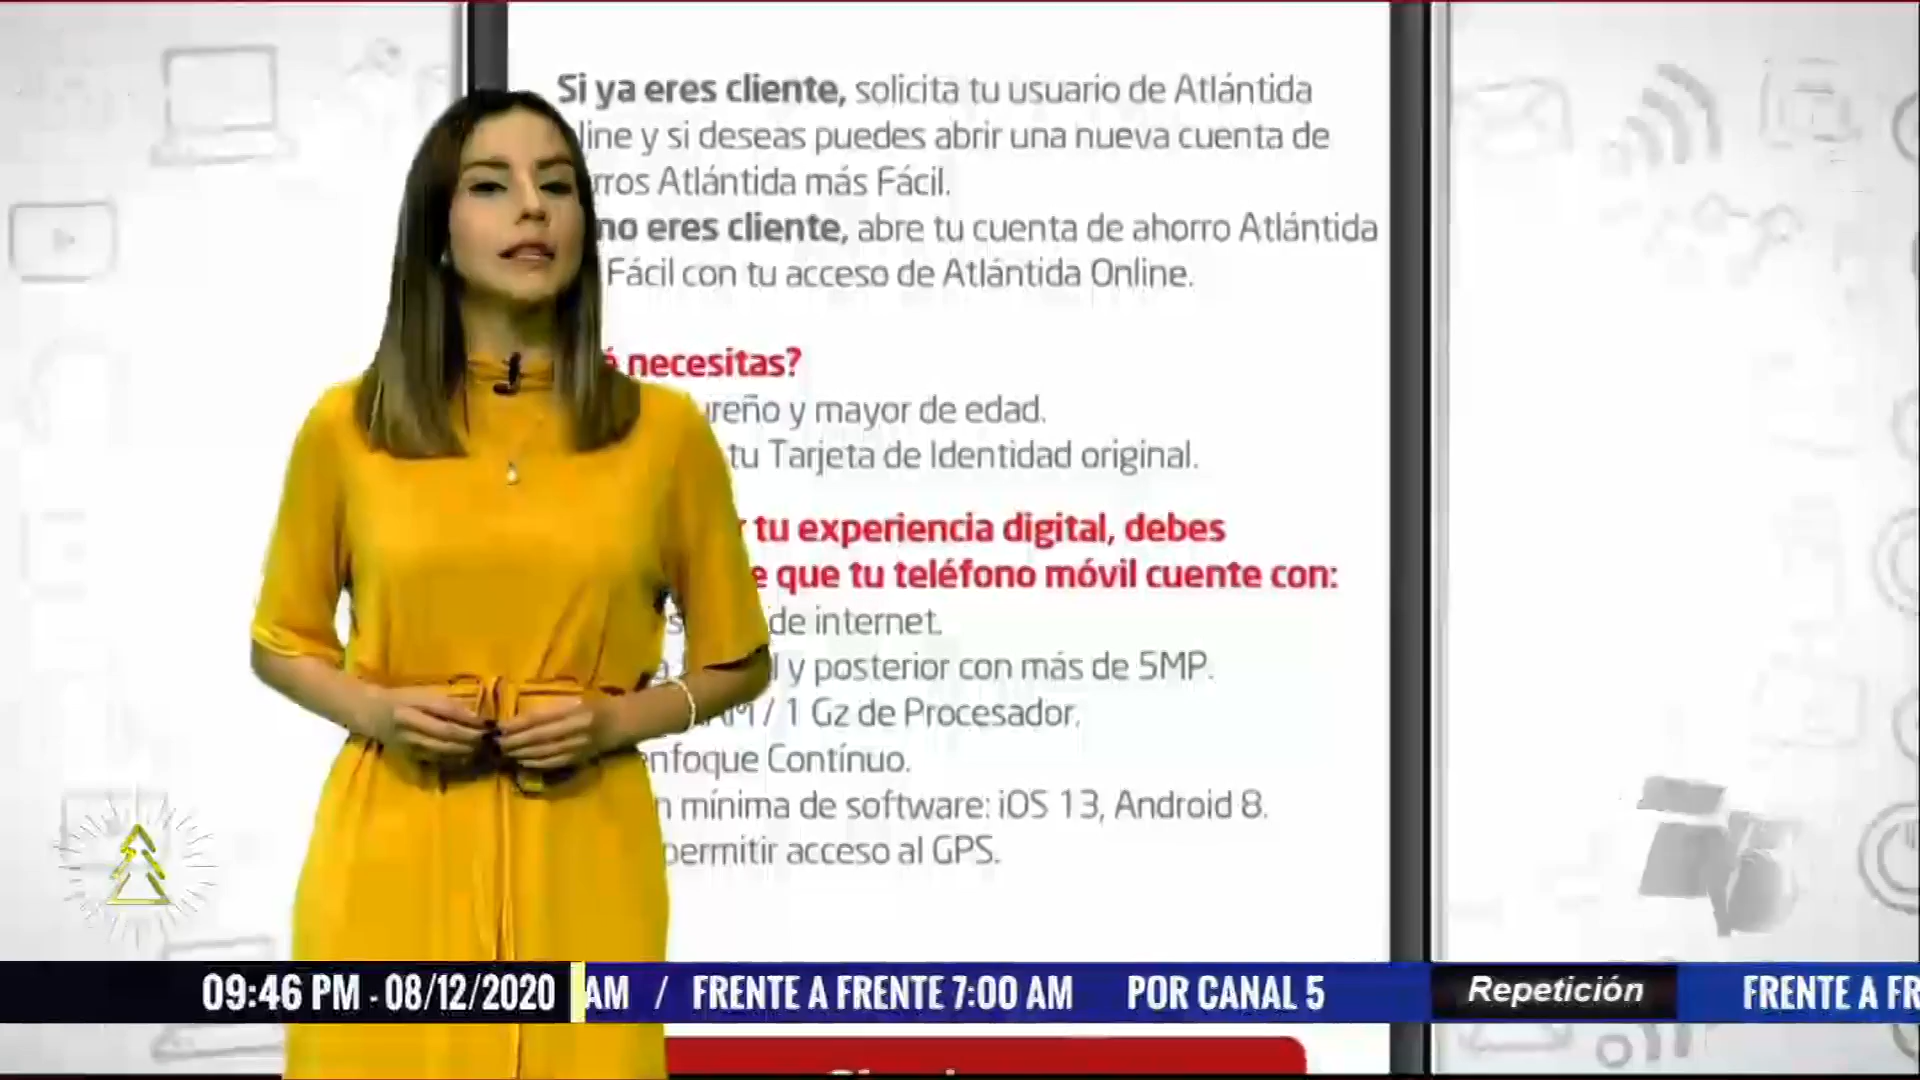 Si ya eres cliente, solicita tu usuario de Atlántida
line y si deseas puedes abrir una nueva cuenta de
rros Atlántida más Fácil.
no eres cliente, abre tu cuenta de ahorro Atlántida
Fácil con tu acceso de Atlántida Online.
necesitas?
ureño y mayor de edad.
tu Tarjeta de Identidad original.
tu experiencia digital, debes
e que tu teléfono móvil cuente con:
de internet.
l y posterior con más de 5MP.
AM / 1 Gz de Procesador.
enfoque Contínuo.
n mínima de software: iOS 13, Android 8.
permitir acceso al GPS.
09:46 PM - 08/12/2020 AM / FRENTE A FRENTE 7:00 AM POR CANAL 5 Repetición FRENTE A FR